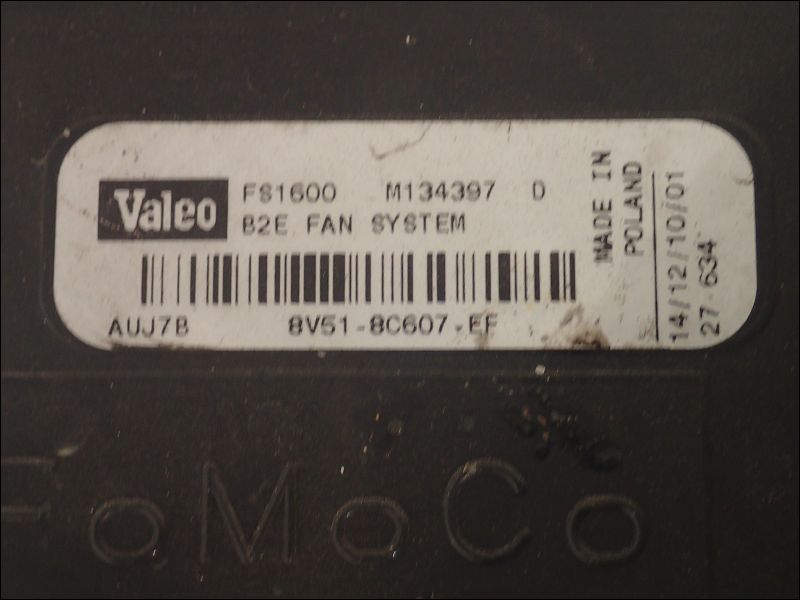 Valeo
FS1600 M134397 D
B2E FAN SYSTEM
AUJ7B 8V51-8C607-EF
MADE IN
POLAND
14/12/10/01
27-634
FoMoCo